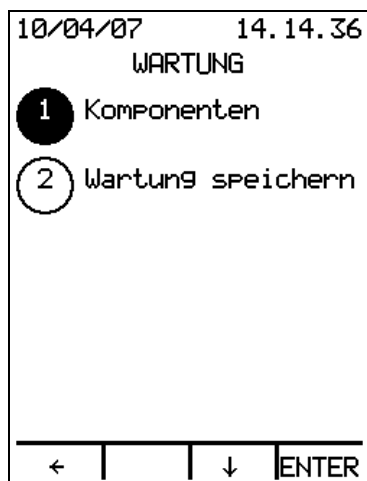 10/04/07 14.14.36
WARTUNG
1 Komponenten
2 Wartung speichern
← ↓ ENTER